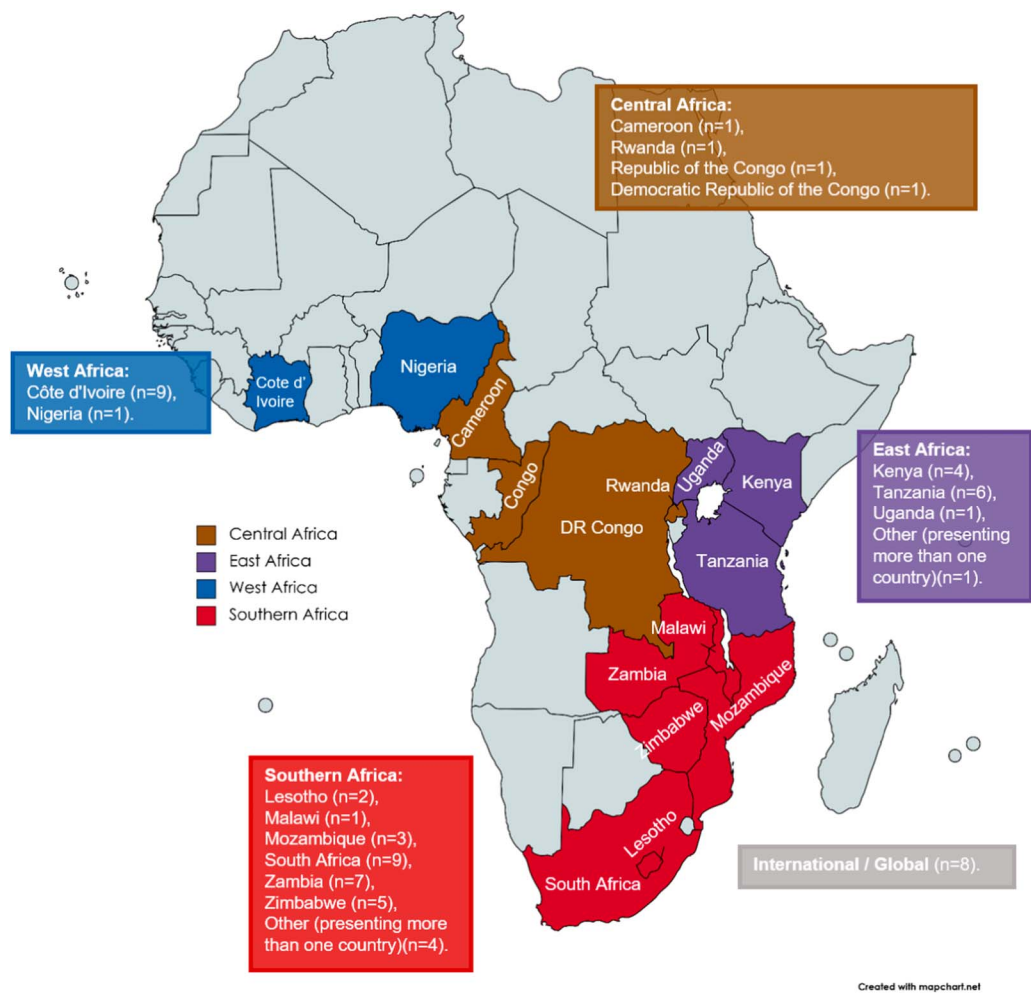 Central Africa:
Cameroon (n=1),
Rwanda (n=1),
Republic of the Congo (n=1),
Democratic Republic of the Congo (n=1).
West Africa:
Côte d'Ivoire (n=9),
Nigeria (n=1).
Nigeria
Cote d'
Ivoire
Cameroon
Congo
Rwanda
DR Congo
Uganda
Kenya
Tanzania
East Africa:
Kenya (n=4),
Tanzania (n=6),
Uganda (n=1),
Other (presenting
more than one
country)(n=1).
Central Africa
East Africa
West Africa
Southern Africa
Malawi
Zambia
Mozambique
Zimbabwe
Lesotho
South Africa
Southern Africa:
Lesotho (n=2),
Malawi (n=1),
Mozambique (n=3),
South Africa (n=9),
Zambia (n=7),
Zimbabwe (n=5),
Other (presenting more
than one country)(n=4).
International / Global (n=8).
Created with mapchart.net